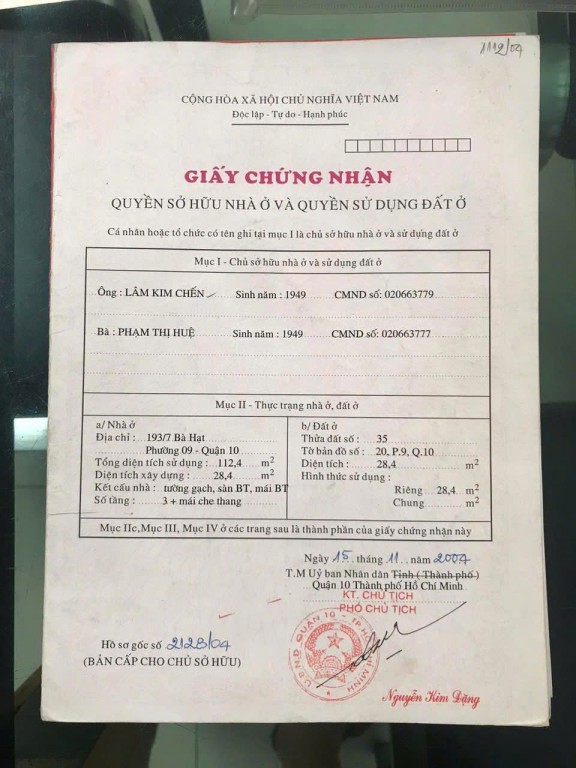 1112/04
CỘNG HÒA XÃ HỘI CHỦ NGHĨA VIỆT NAM
Độc lập - Tự do - Hạnh phúc
GIẤY CHỨNG NHẬN
QUYỀN SỞ HỮU NHÀ Ở VÀ QUYỀN SỬ DỤNG ĐẤT Ở
Cá nhân hoặc tổ chức có tên ghi tại mục I là chủ sở hữu nhà ở và sử dụng đất ở
Mục I - Chủ sở hữu nhà ở và sử dụng đất ở
Ông : LÂM KIM CHẾN Sinh năm : 1949 CMND số: 020663779
Bà : PHẠM THỊ HUỆ Sinh năm : 1949 CMND số: 020663777
Mục II - Thực trạng nhà ở, đất ở
a/ Nhà ở
Địa chỉ : 193/7 Bà Hạt
Phường 09 - Quận 10
Tổng diện tích sử dụng : 112,4 m2
Diện tích xây dựng : 28,4 m2
Kết cấu nhà : tường gạch, sàn BT, mái BT
Số tầng : 3 + mái che thang
b/ Đất ở
Thửa đất số : 35
Tờ bản đồ số : 20, P.9, Q.10
Diện tích : 28,4 m2
Hình thức sử dụng :
Riêng 28,4 m2
Chung m2
Mục IIc,Mục III, Mục IV ở các trang sau là thành phần của giấy chứng nhận này
Ngày 15 tháng 11 năm 2004
T.M Uỷ ban Nhân dân Tỉnh ( Thành phố )
Quận 10 Thành phố Hồ Chí Minh
KT. CHỦ TỊCH
PHÓ CHỦ TỊCH
U.B.N.D QUẬN 10 - TP. HỒ CHÍ MINH
Hồ sơ gốc số 2128/04
(BẢN CẤP CHO CHỦ SỞ HỮU)
Nguyễn Kim Dặng